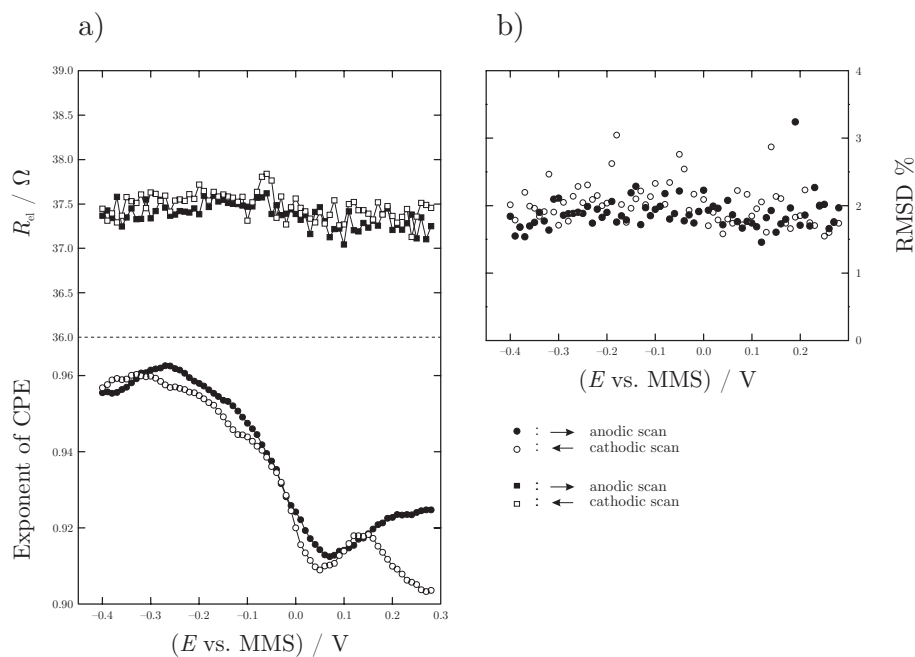 a)
39.0
38.5
38.0
37.5
37.0
36.5
36.0
R_el / Ω
0.96
0.94
0.92
0.90
Exponent of CPE
−0.4 −0.3 −0.2 −0.1 0.0 0.1 0.2 0.3
(E vs. MMS) / V
b)
4
3
2
1
0
RMSD %
−0.4 −0.3 −0.2 −0.1 0.0 0.1 0.2
(E vs. MMS) / V
: → anodic scan
: ← cathodic scan
: → anodic scan
: ← cathodic scan